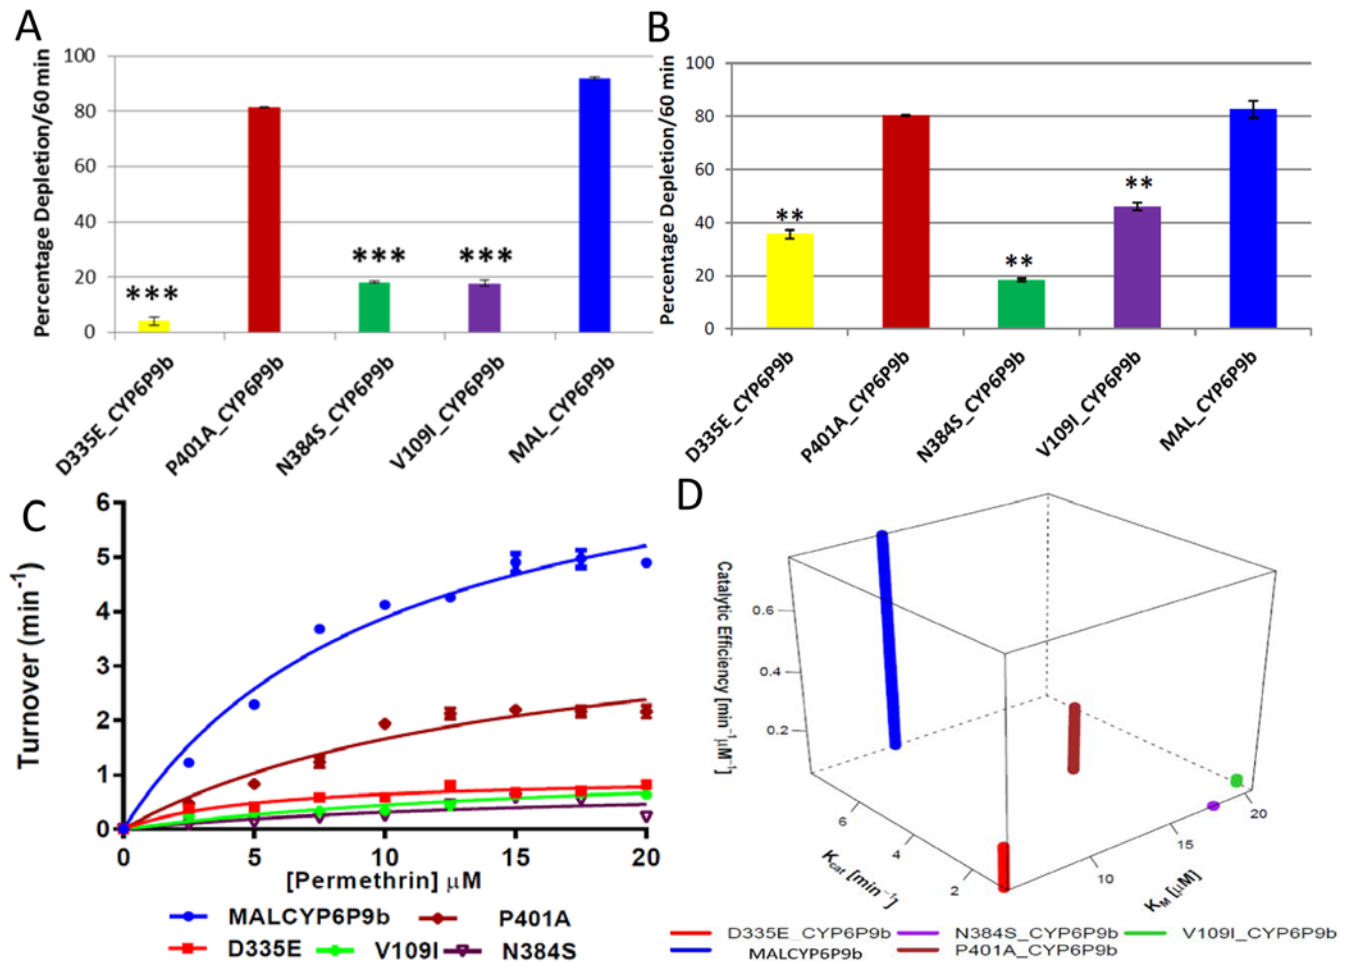 A
Percentage Depletion/60 min
100
80
60
40
20
0
***
***
***
D335E_CYP6P9b
P401A_CYP6P9b
N384S_CYP6P9b
V109I_CYP6P9b
MAL_CYP6P9b
B
Percentage Depletion/60 min
100
80
60
40
20
0
**
**
**
D335E_CYP6P9b
P401A_CYP6P9b
N384S_CYP6P9b
V109I_CYP6P9b
MAL_CYP6P9b
C
Turnover (min⁻¹)
6
5
4
3
2
1
0
0 5 10 15 20
[Permethrin] µM
MALCYP6P9b P401A
D335E V109I N384S
D
Catalytic Efficiency [min⁻¹µM⁻¹]
0.6
0.4
0.2
6
4
2
Kcat [min⁻¹]
10
15
20
KM [µM]
D335E_CYP6P9b N384S_CYP6P9b V109I_CYP6P9b
MALCYP6P9b P401A_CYP6P9b